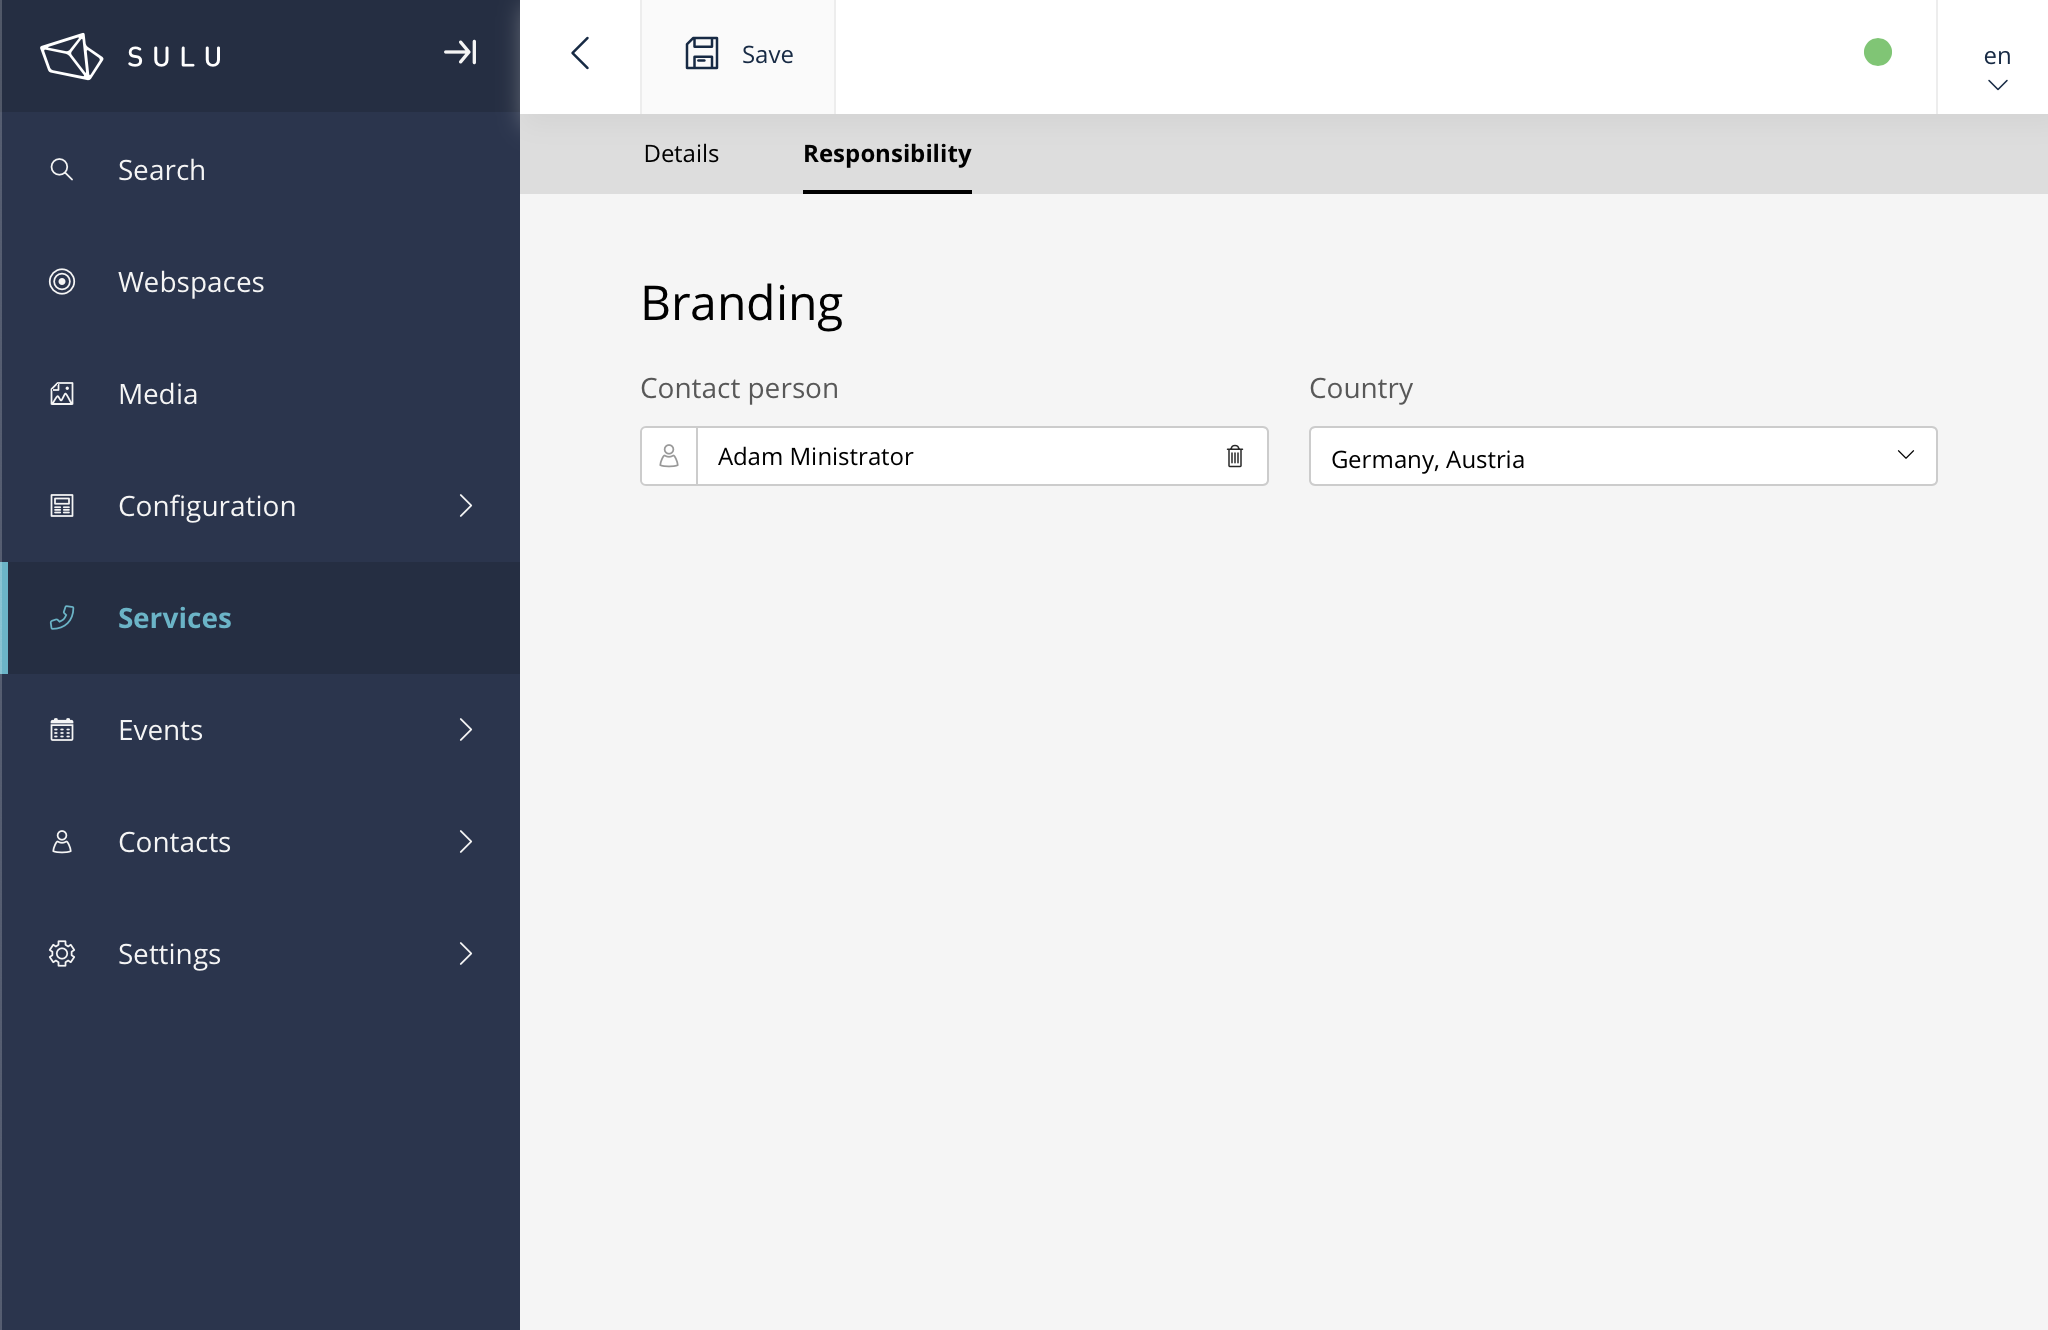 SULU
Search
Webspaces
Media
Configuration
Services
Events
Contacts
Settings
Save
en
Details
Responsibility
Branding
Contact person
Country
Adam Ministrator
Germany, Austria